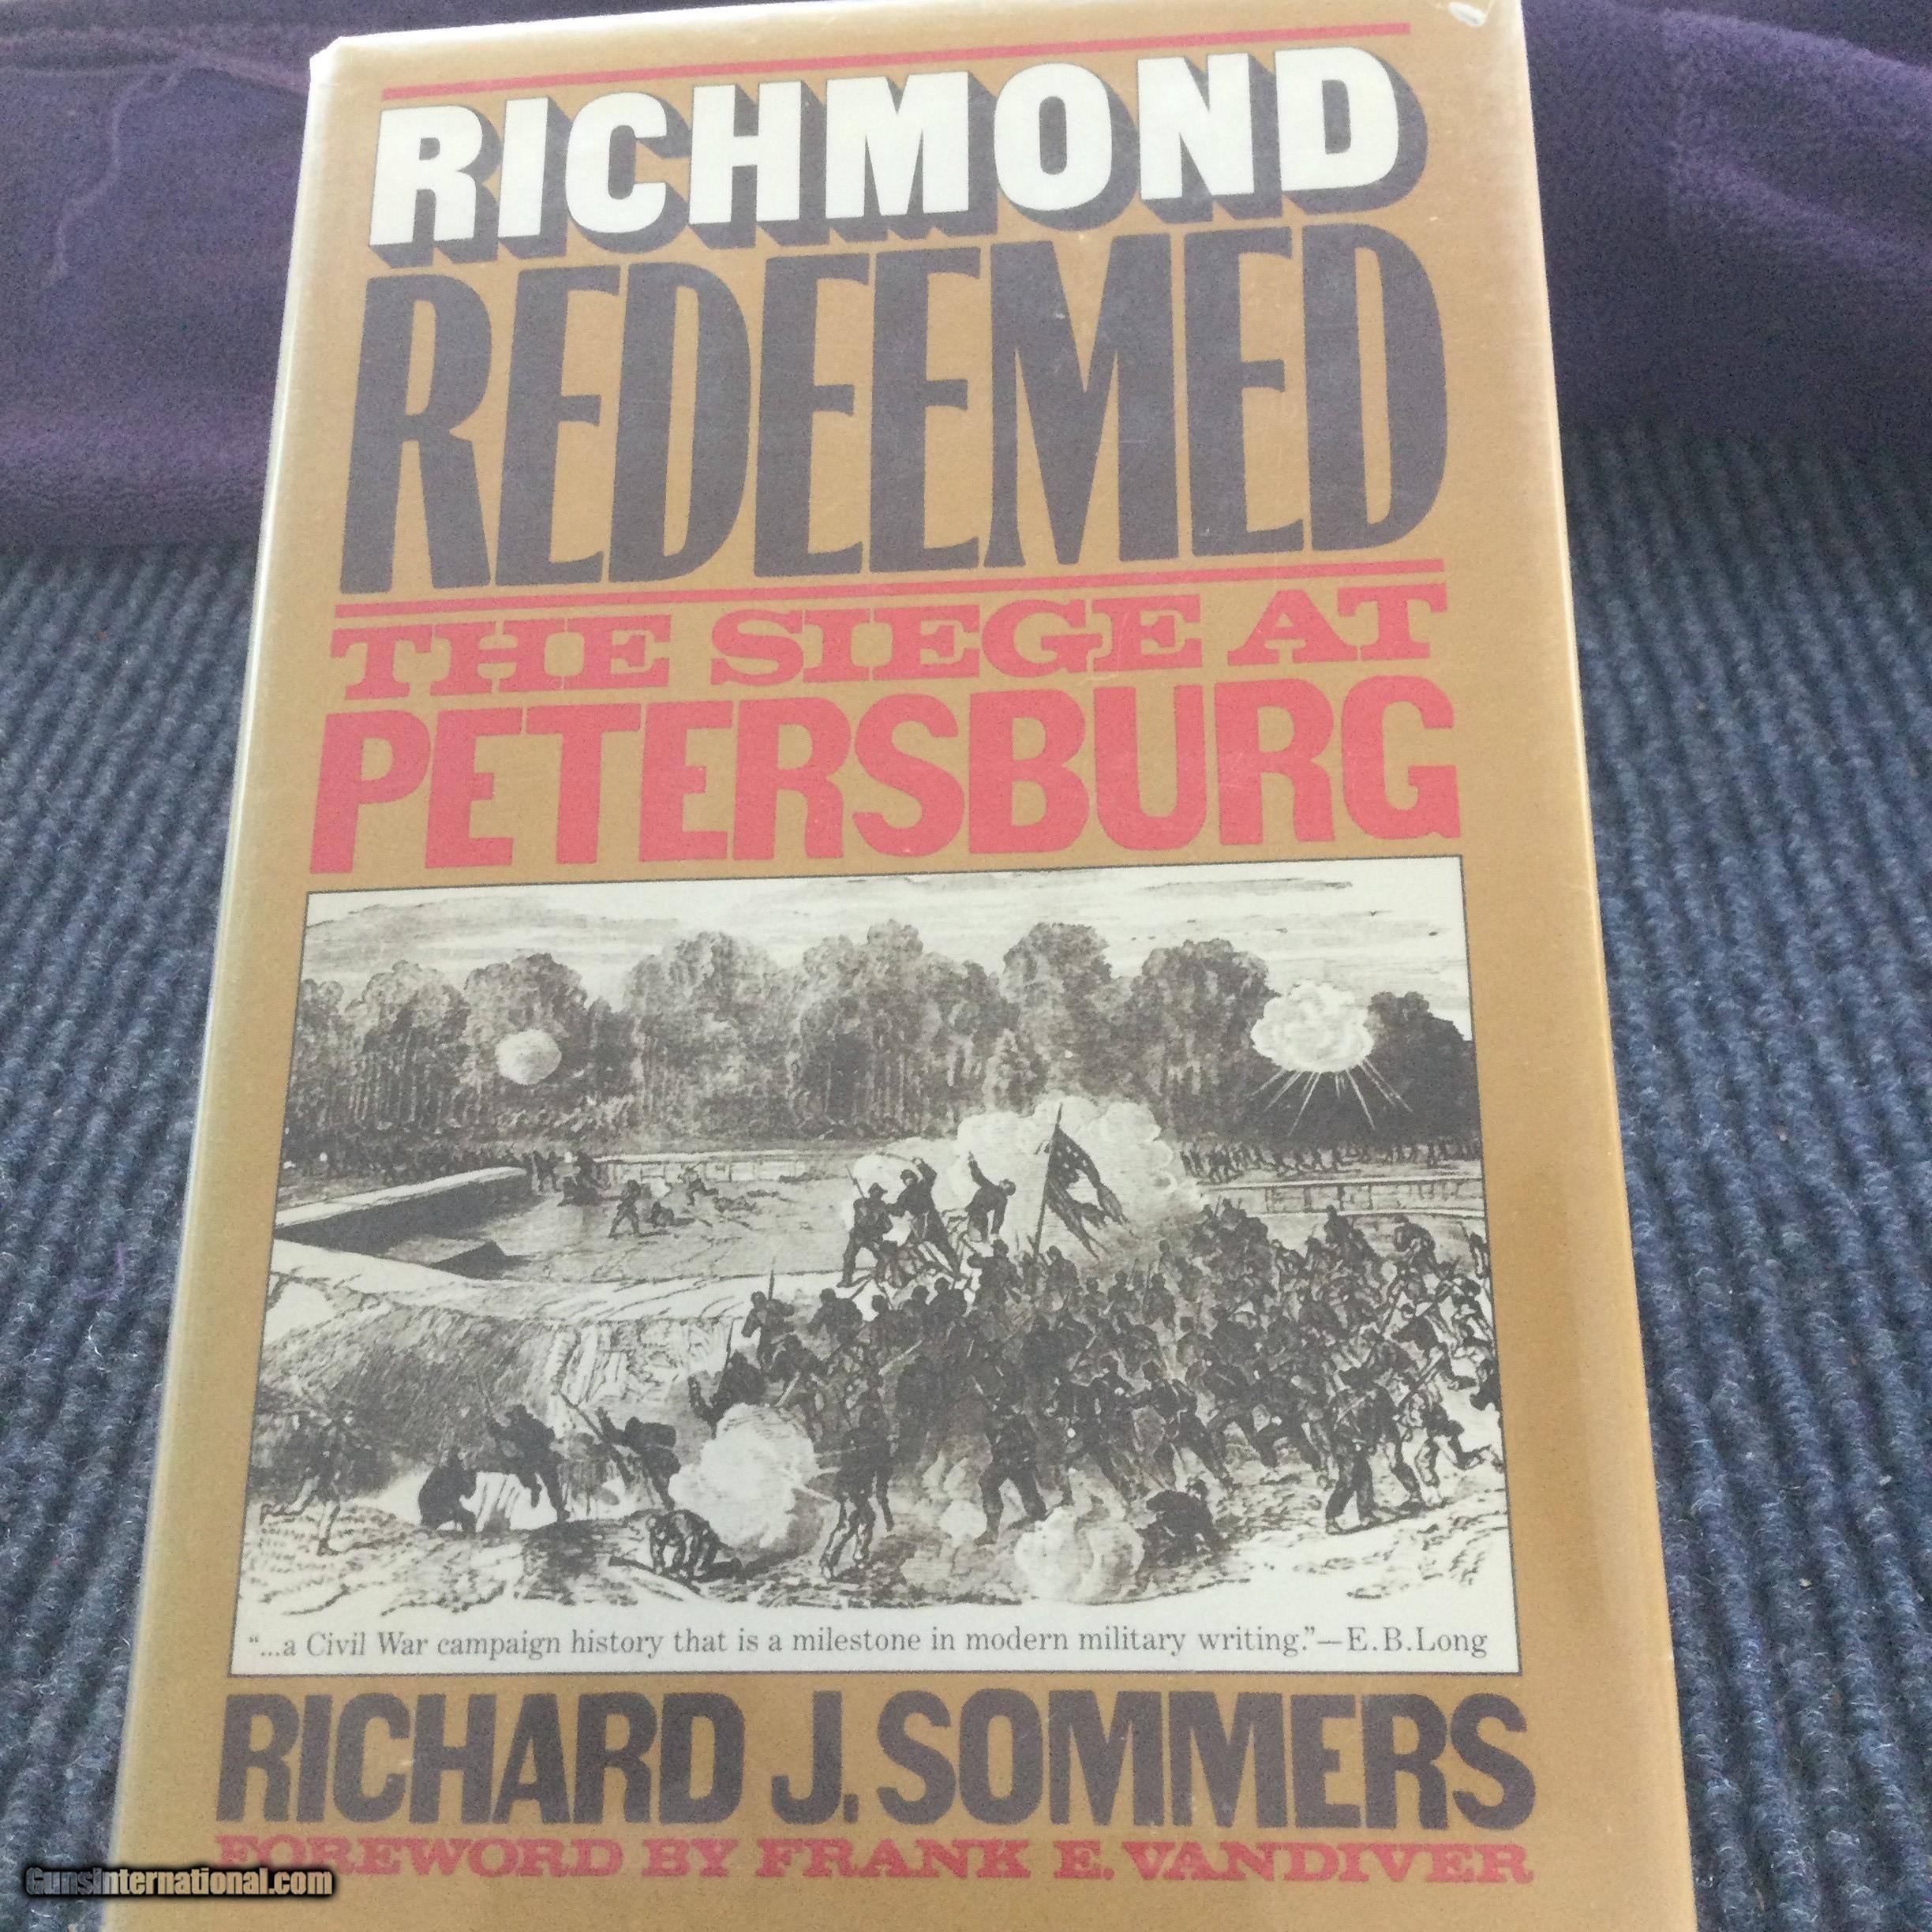 RICHMOND
REDEEMED
THE SIEGE AT
PETERSBURG
"...a Civil War campaign history that is a milestone in modern military writing."—E.B.Long
RICHARD J. SOMMERS
FOREWORD BY FRANK E. VANDIVER
GunsInternational.com